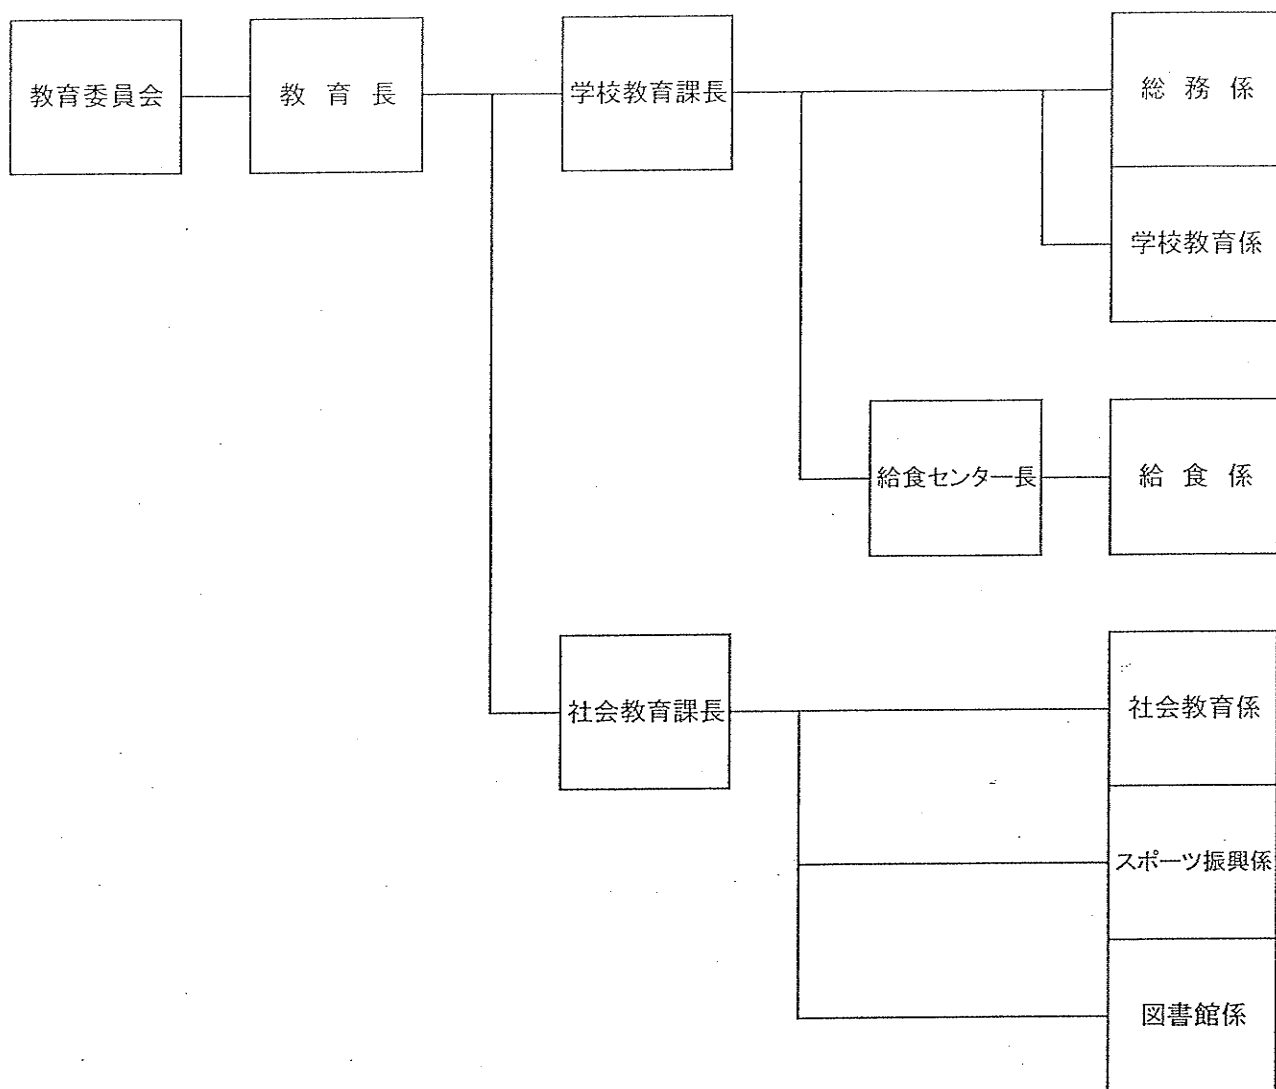 教育委員会
教 育 長
学校教育課長
総 務 係
学校教育係
給食センター長
給 食 係
社会教育課長
社会教育係
スポーツ振興係
図書館係